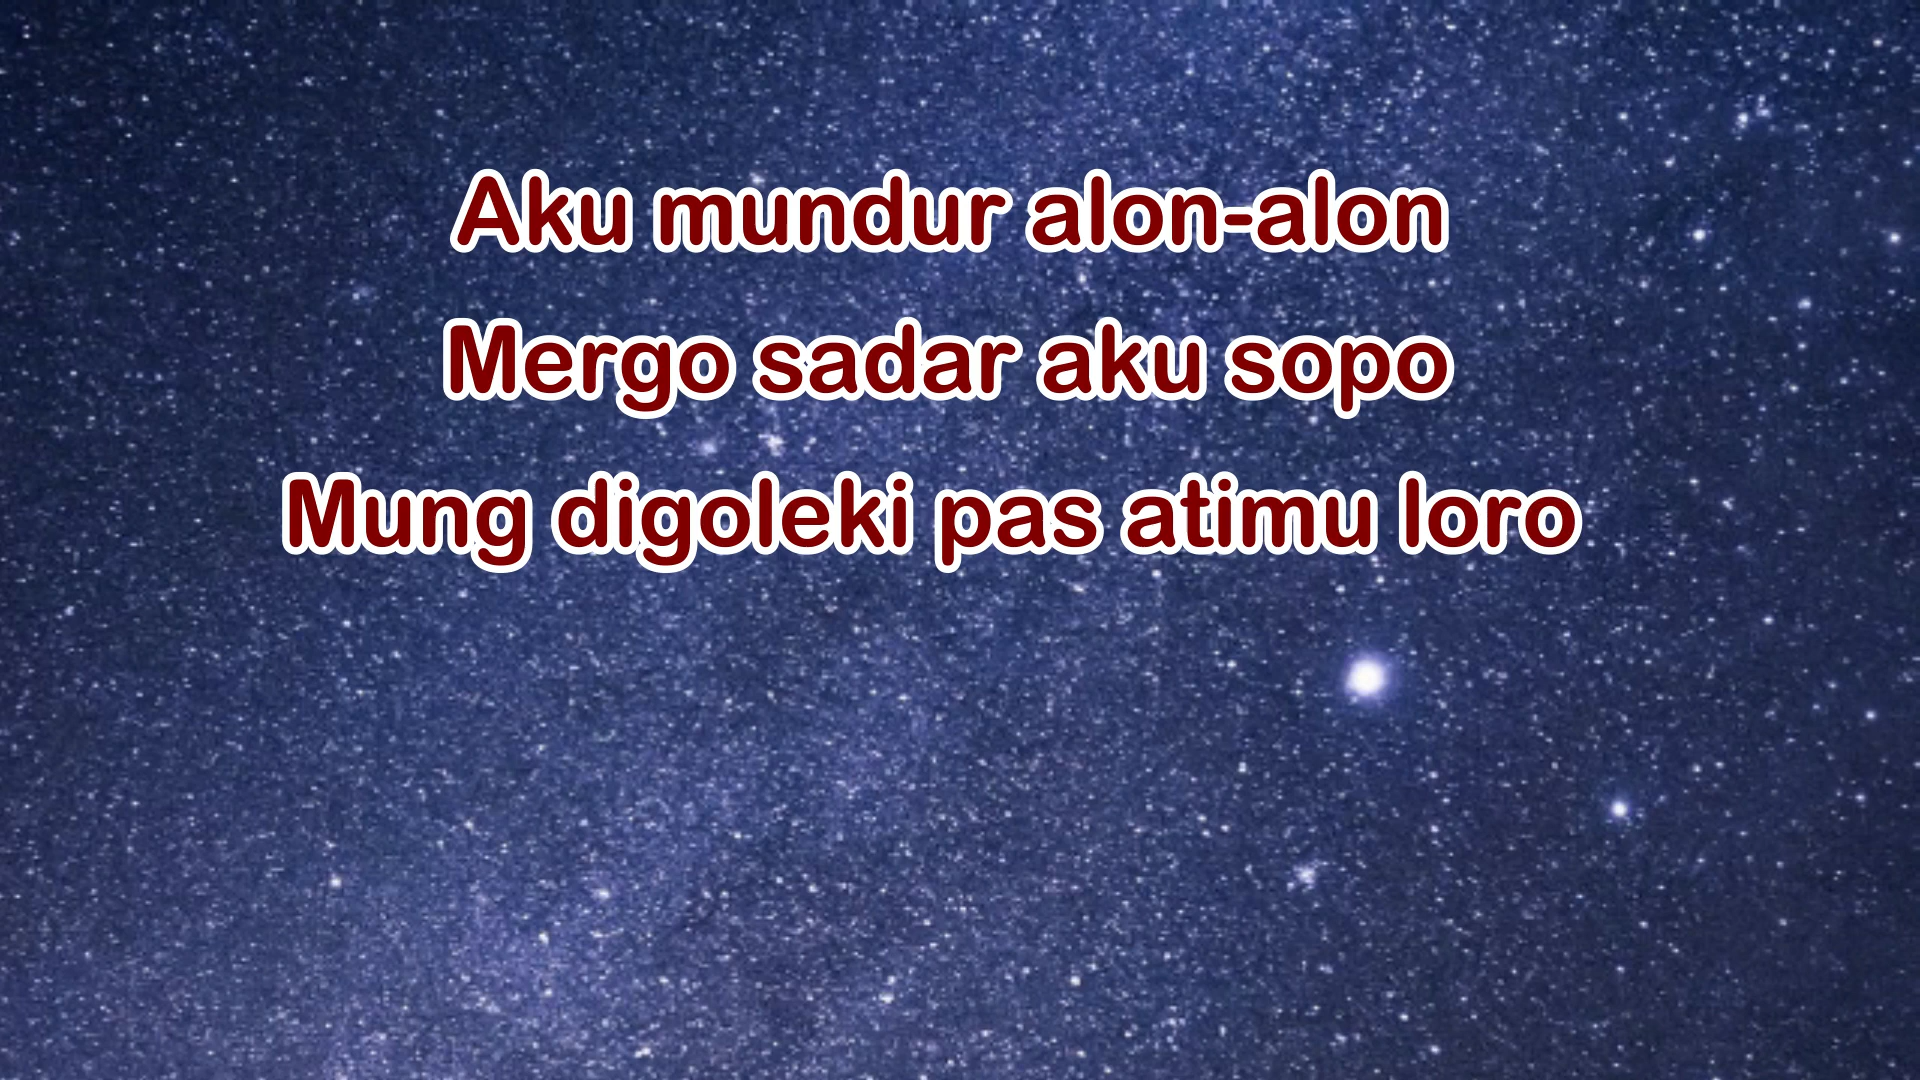 Aku mundur alon-alon
Mergo sadar aku sopo
Mung digoleki pas atimu loro